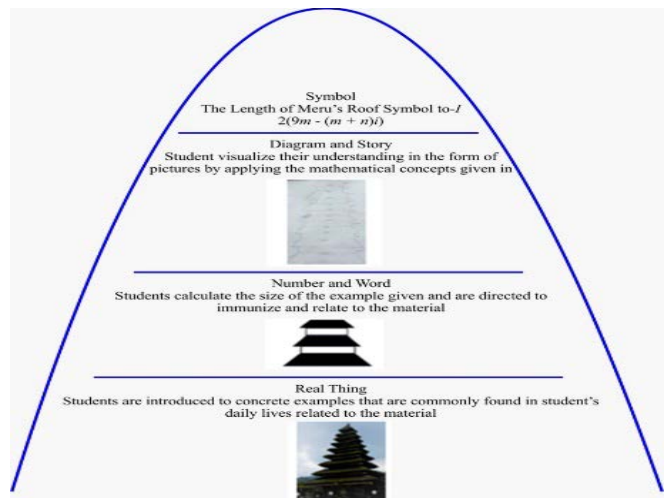 Symbol
The Length of Meru's Roof Symbol to-I
2(9m - (m + n)i)
Diagram and Story
Student visualize their understanding in the form of
pictures by applying the mathematical concepts given in
Number and Word
Students calculate the size of the example given and are directed to
immunize and relate to the material
Real Thing
Students are introduced to concrete examples that are commonly found in student's
daily lives related to the material